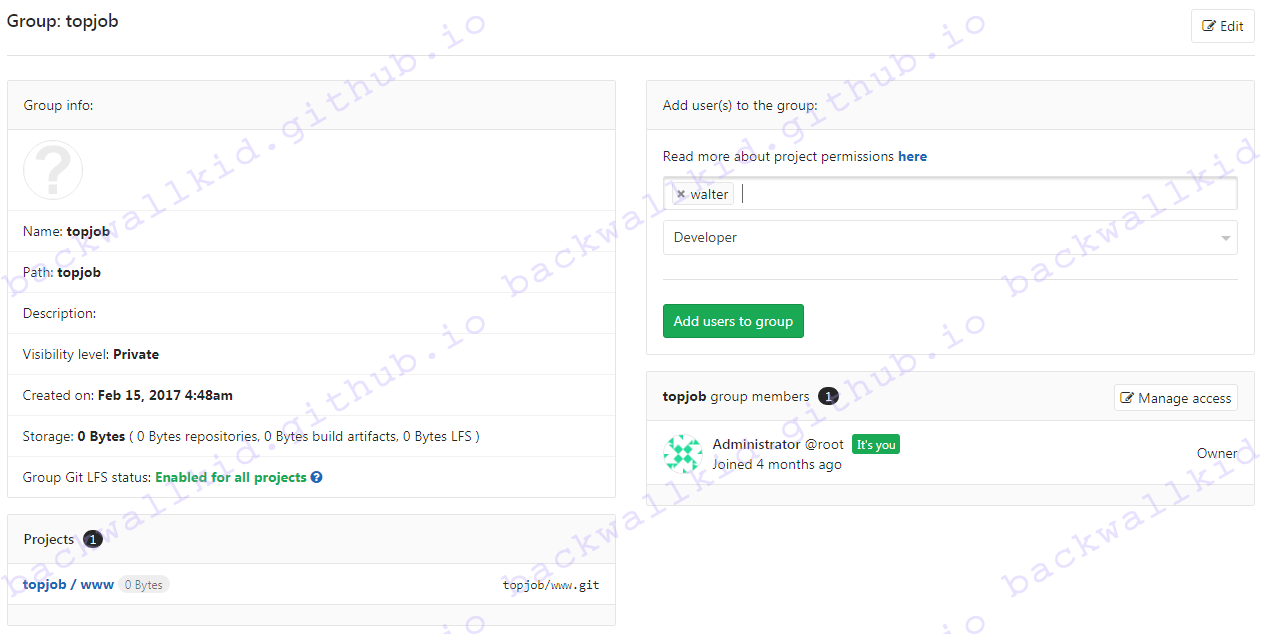 Group: topjob
Edit
Group info:
?
Name: topjob
Path: topjob
Description:
Visibility level: Private
Created on: Feb 15, 2017 4:48am
Storage: 0 Bytes ( 0 Bytes repositories, 0 Bytes build artifacts, 0 Bytes LFS )
Group Git LFS status: Enabled for all projects ?
Projects 1
topjob / www 0 Bytes topjob/www.git
Add user(s) to the group:
Read more about project permissions here
× walter
Developer
Add users to group
topjob group members 1
Manage access
Administrator @root It's you
Joined 4 months ago
Owner
backwallkid.github.io
backwallkid.github.io
backwallkid.github.io
backwallkid.github.io
backwallkid.github.io
backwallkid.github.io